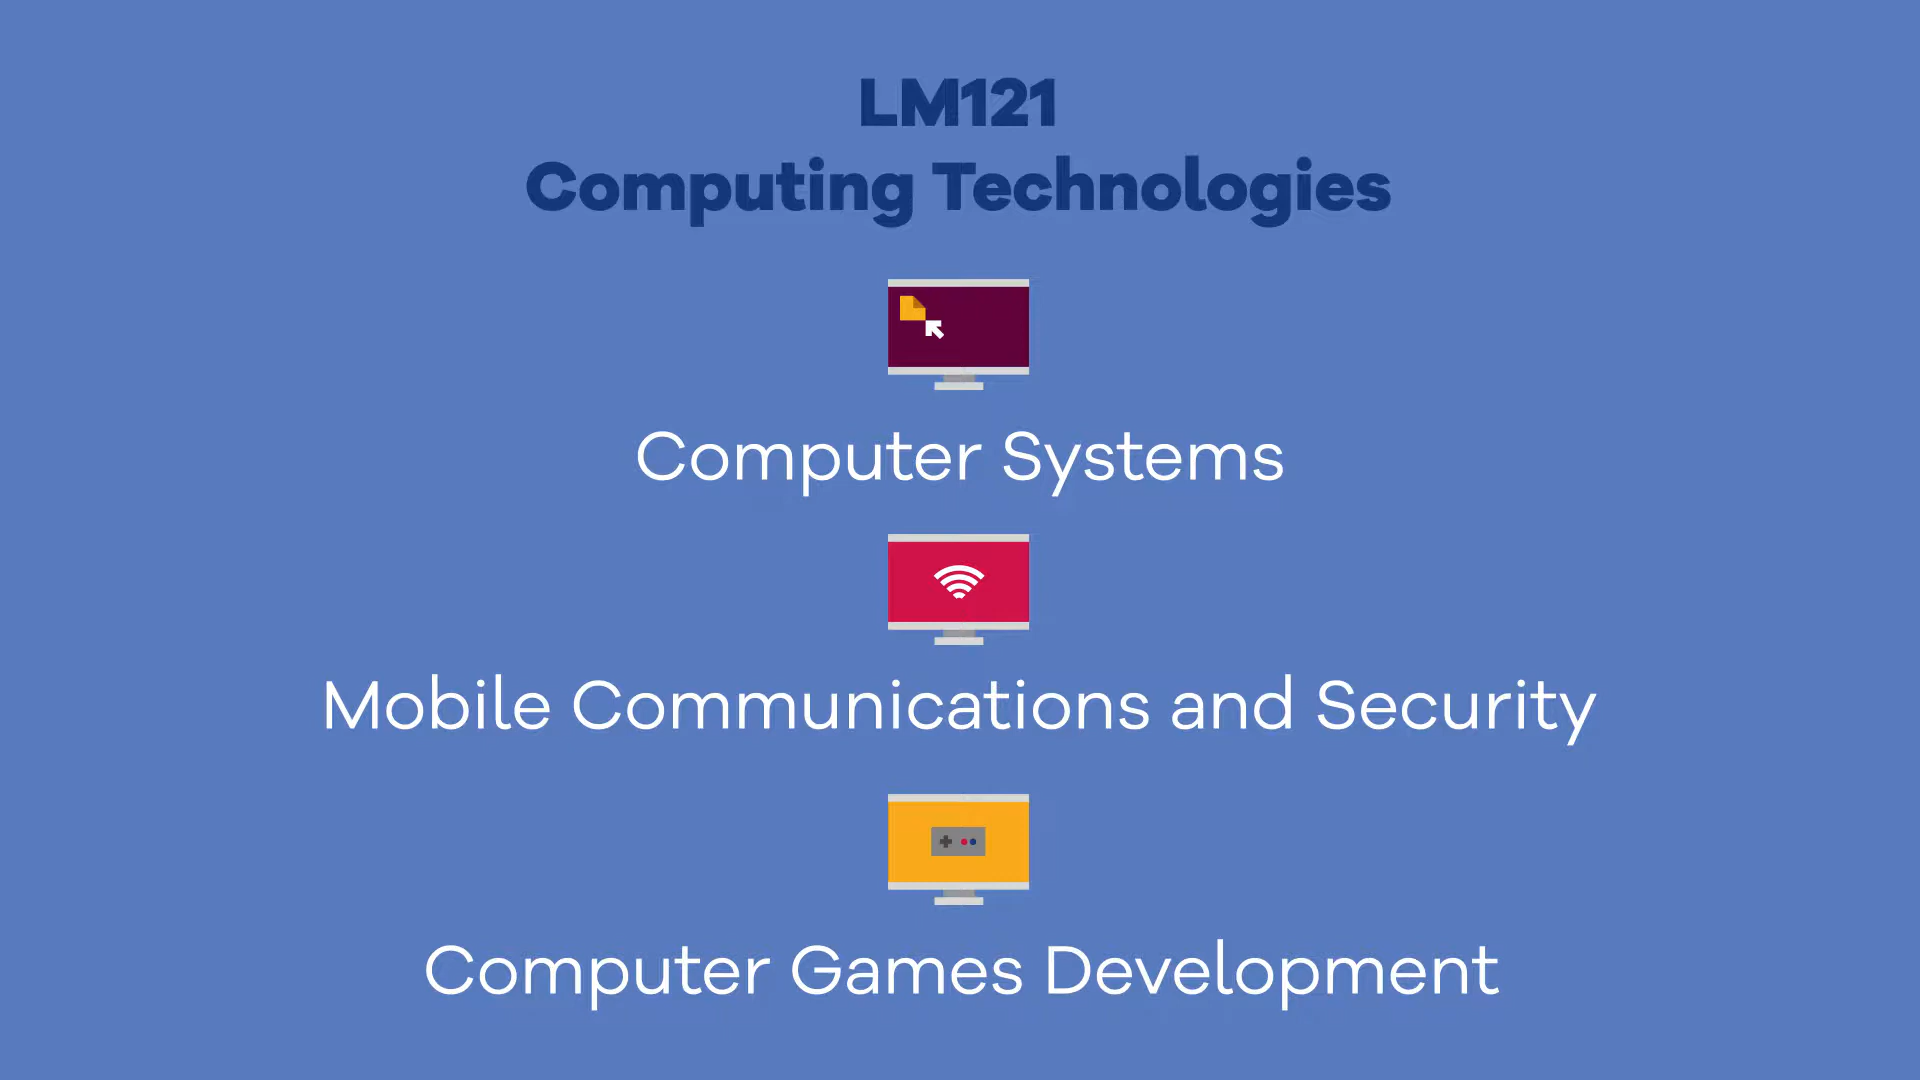 LM121
Computing Technologies
Computer Systems
Mobile Communications and Security
Computer Games Development